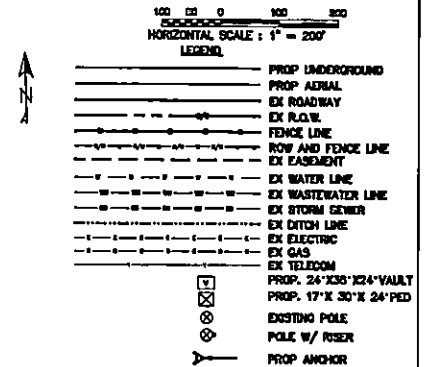 100 50 0 100 200
HORIZONTAL SCALE : 1" = 200'
LEGEND
N
PROP UNDERGROUND
PROP AERIAL
EX ROADWAY
EX R.O.W.
FENCE LINE
ROW AND FENCE LINE
EX EASEMENT
EX WATER LINE
EX WASTEWATER LINE
EX STORM SEWER
EX DITCH LINE
EX ELECTRIC
EX GAS
EX TELECOM
V PROP. 24"X36"X24"VAULT
PROP. 17"X 30"X 24"PED
EXISTING POLE
POLE W/ RISER
PROP ANCHOR